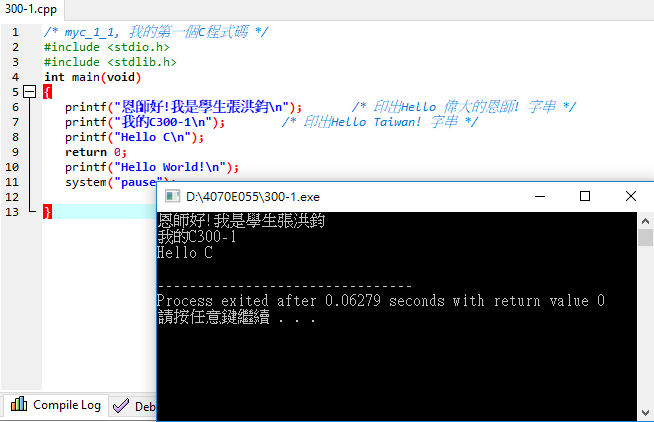 300-1.cpp
1 /* myc_1_1, 我的第一個C程式碼 */
2 #include <stdio.h>
3 #include <stdlib.h>
4 int main(void)
5 {
6 printf("恩師好!我是學生張洪鈞\n"); /* 印出Hello 偉大的恩師! 字串 */
7 printf("我的C300-1\n"); /* 印出Hello Taiwan! 字串 */
8 printf("Hello C\n");
9 return 0;
10 printf("Hello World!\n");
11 system("pause");
12
13 }
D:\4070E055\300-1.exe
恩師好!我是學生張洪鈞
我的C300-1
Hello C
--------------------------------
Process exited after 0.06279 seconds with return value 0
請按任意鍵繼續 . . .
Compile Log Deb